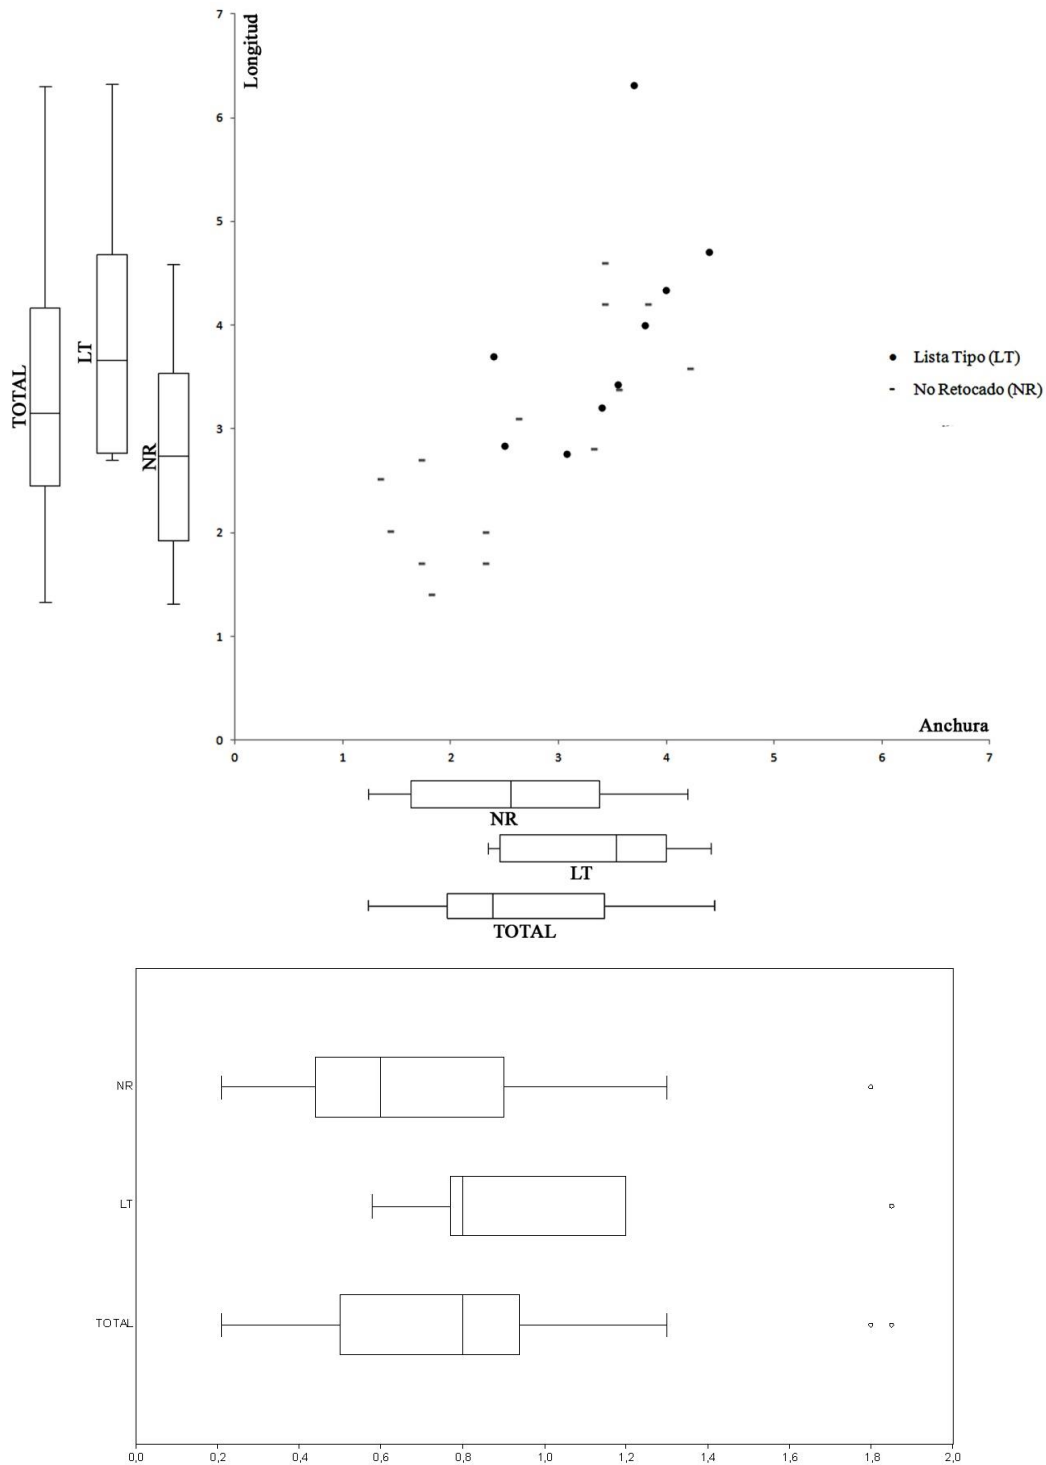 7
Longitud
6
5
4
3
2
1
0
TOTAL
LT
NR
Lista Tipo (LT)
No Retocado (NR)
Anchura
0 1 2 3 4 5 6 7
NR
LT
TOTAL
NR
LT
TOTAL
0,0 0,2 0,4 0,6 0,8 1,0 1,2 1,4 1,6 1,8 2,0